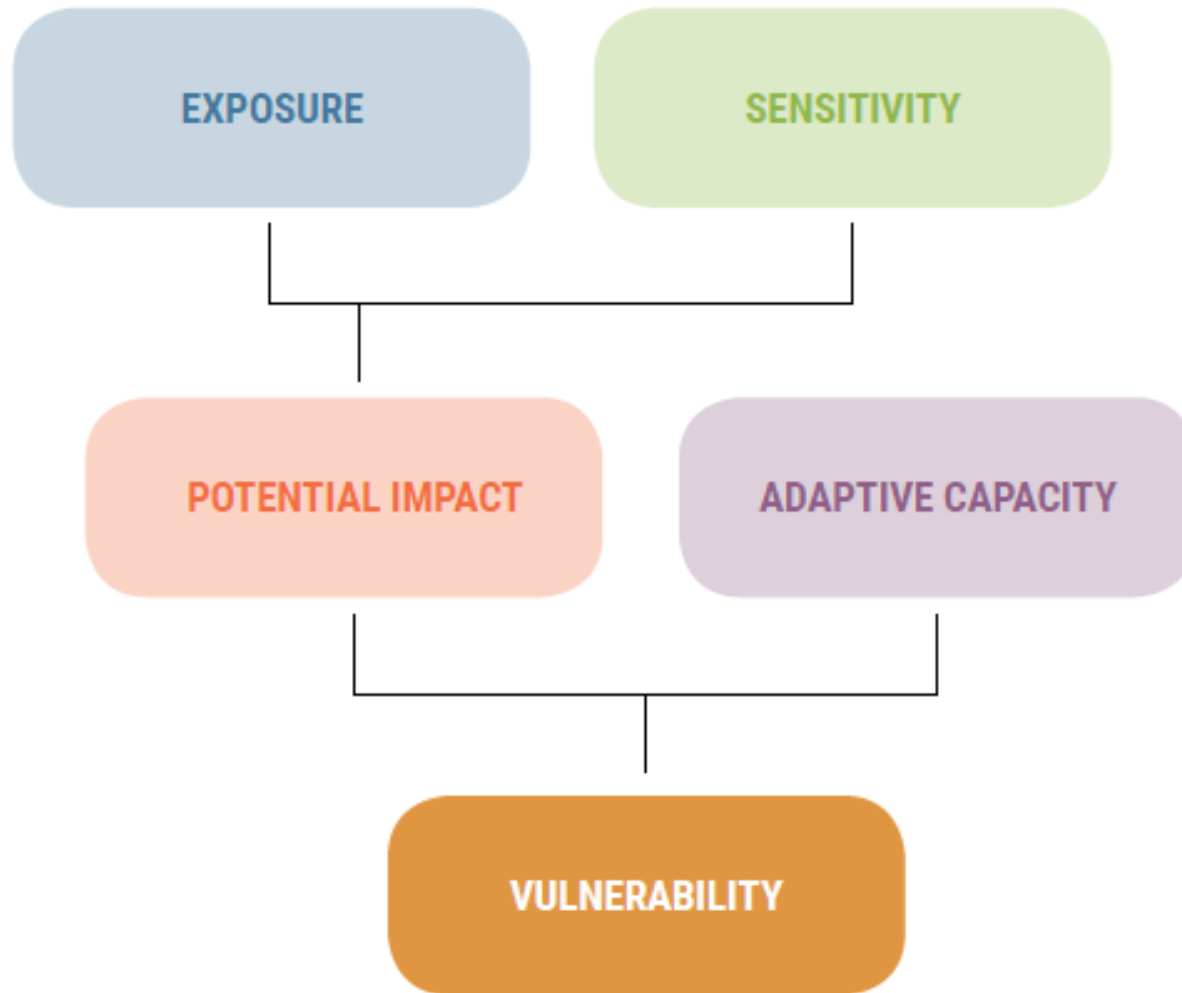 EXPOSURE
SENSITIVITY
POTENTIAL IMPACT
ADAPTIVE CAPACITY
VULNERABILITY